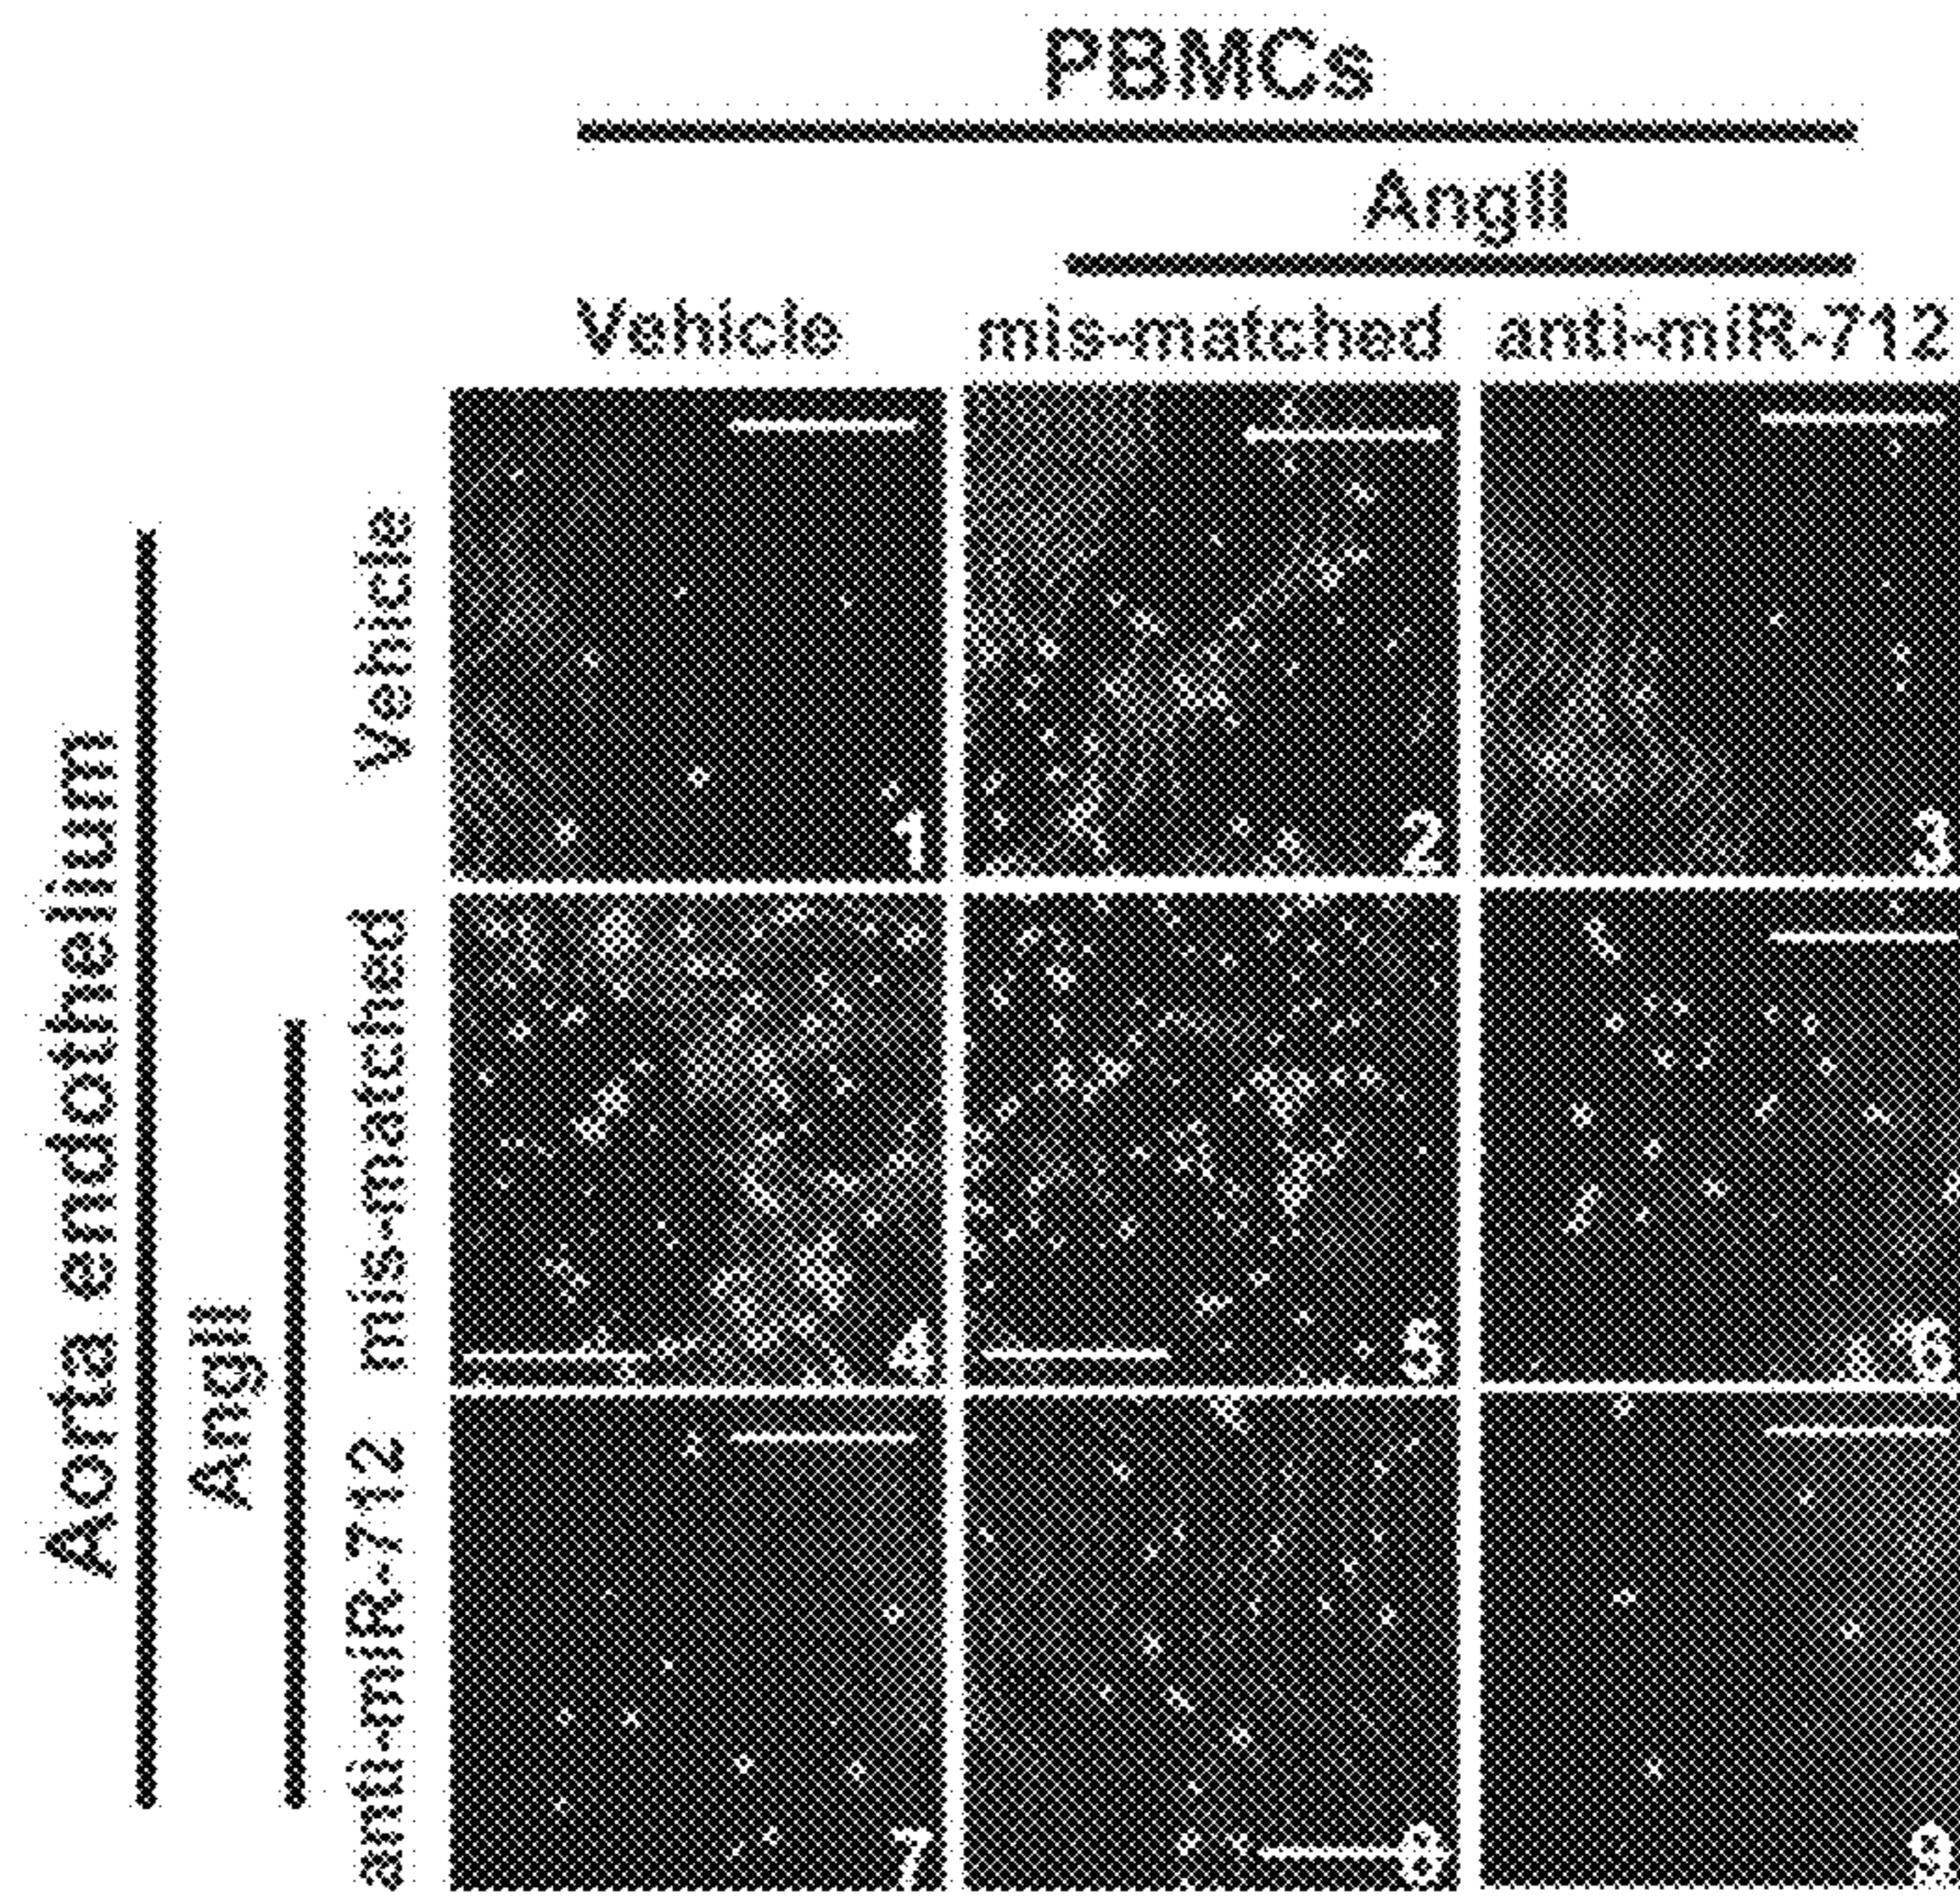 PBMCs
AngII
Vehicle mis-matched anti-miR-712
Aorta endothelium
AngII
Vehicle
mis-matched
anti-miR-712
1
2
3
4
5
6
7
8
9